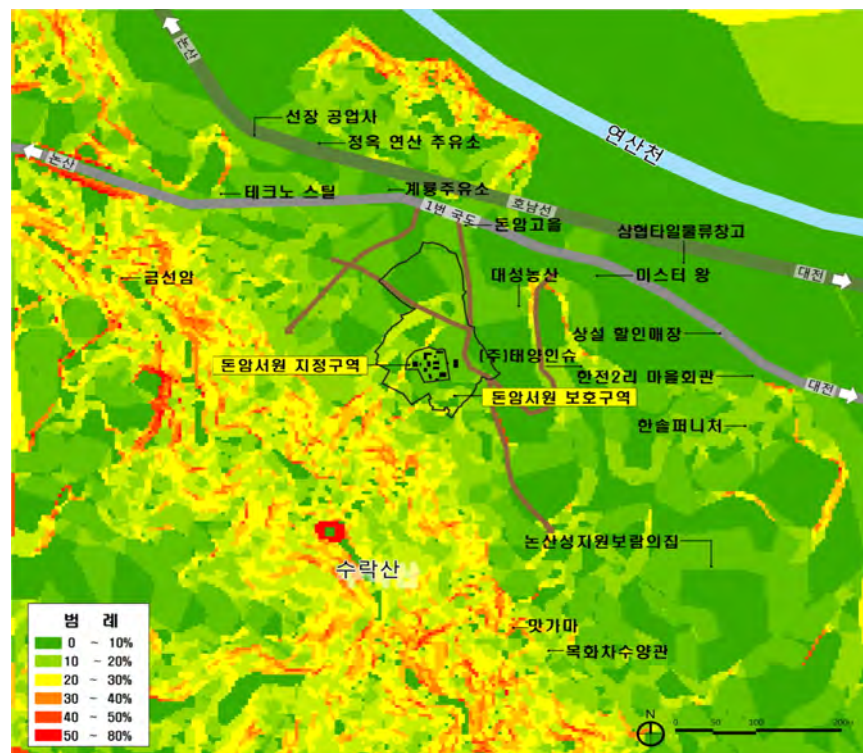 논산
선장 공업사
정옥 연산 주유소
연산천
논산
테크노 스틸
계룡주유소
호남선
1번 국도
돈암고을
삼협타일물류창고
금선암
대성농산
미스터 왕
대전
상설 할인매장
(주)태양인슈
돈암서원 지정구역
한전2리 마을회관
대전
돈암서원 보호구역
한솔퍼니처
논산성지원보람의집
수락산
범 례
0 ~ 10%
10 ~ 20%
20 ~ 30%
30 ~ 40%
40 ~ 50%
50 ~ 80%
맛가마
목화차수양관
N
0 50 100 200